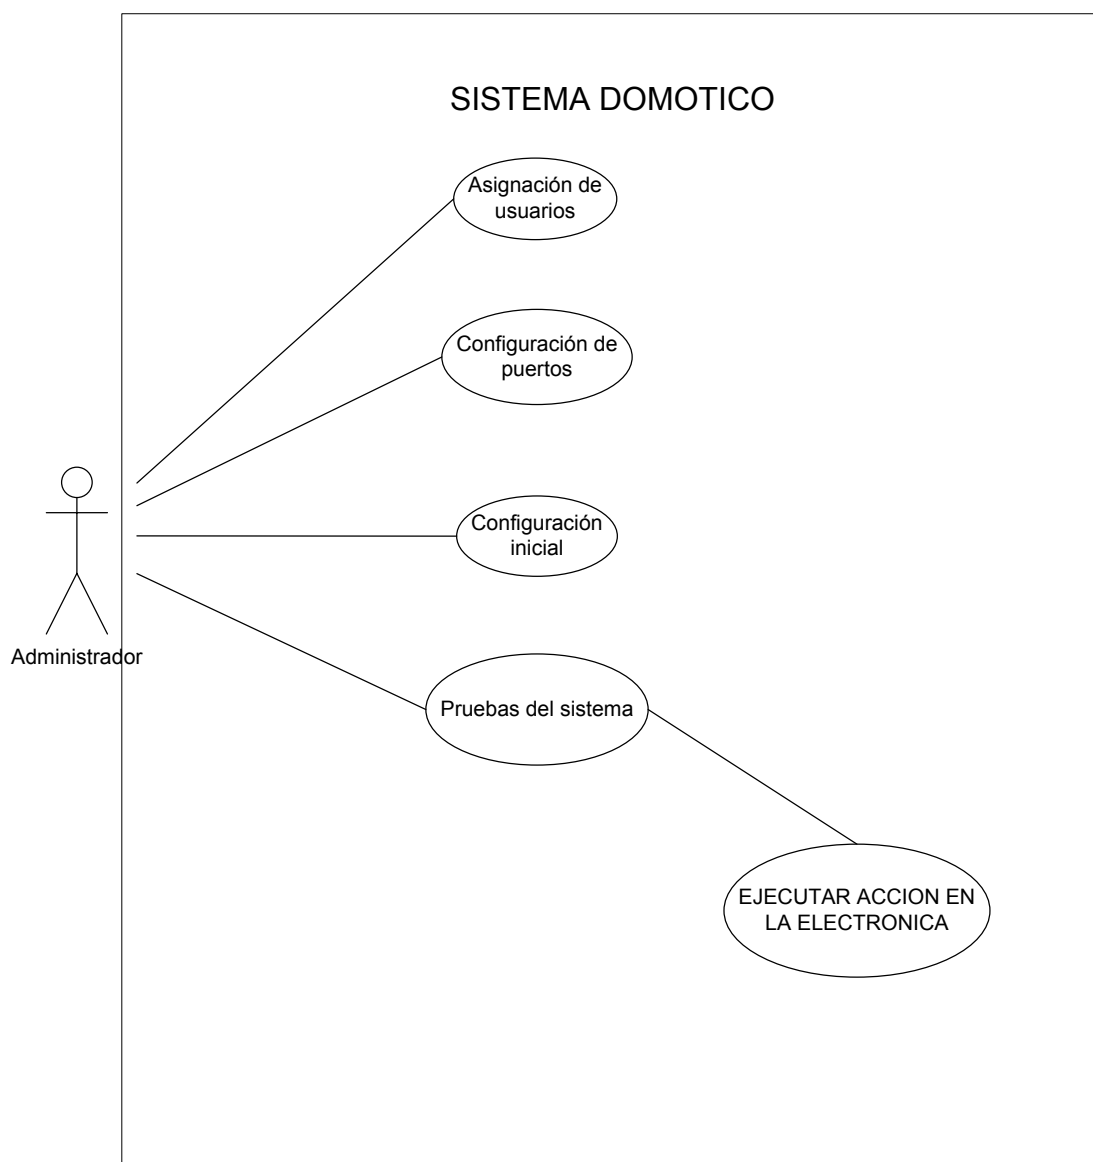 SISTEMA DOMOTICO
Asignación de
usuarios
Configuración de
puertos
Configuración
inicial
Administrador
Pruebas del sistema
EJECUTAR ACCION EN
LA ELECTRONICA